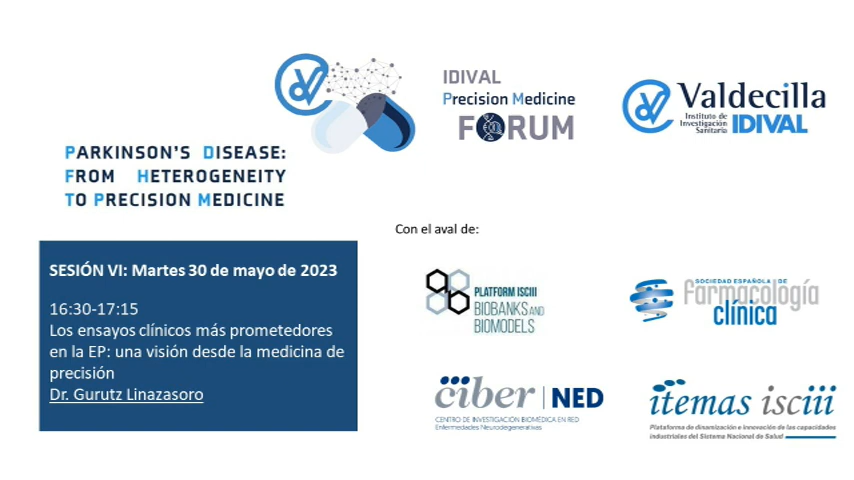 IDIVAL
Precision Medicine
FORUM
Valdecilla
Instituto de
Investigación
Sanitaria
IDIVAL
PARKINSON'S DISEASE:
FROM HETEROGENEITY
TO PRECISION MEDICINE
Con el aval de:
SESIÓN VI: Martes 30 de mayo de 2023
16:30-17:15
Los ensayos clínicos más prometedores
en la EP: una visión desde la medicina de
precisión
Dr. Gurutz Linazasoro
PLATFORM ISCIII
BIOBANKS AND
BIOMODELS
SOCIEDAD ESPAÑOLA DE
farmacología
clínica
ciber | NED
CENTRO DE INVESTIGACIÓN BIOMÉDICA EN RED
Enfermedades Neurodegenerativas
itemas isciii
Plataforma de dinamización e innovación de las capacidades
industriales del Sistema Nacional de Salud